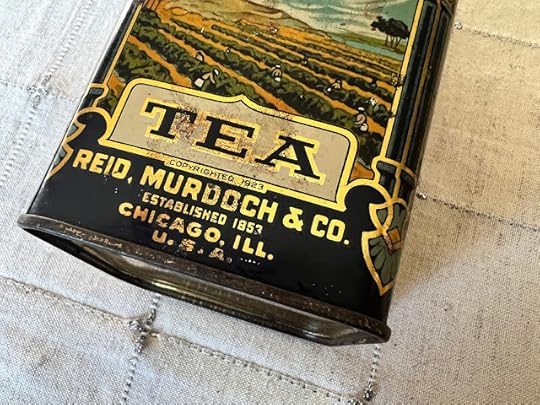 TEA
COPYRIGHTED 1923
REID, MURDOCH & CO.
ESTABLISHED 1853
CHICAGO, ILL.
U. S. A.